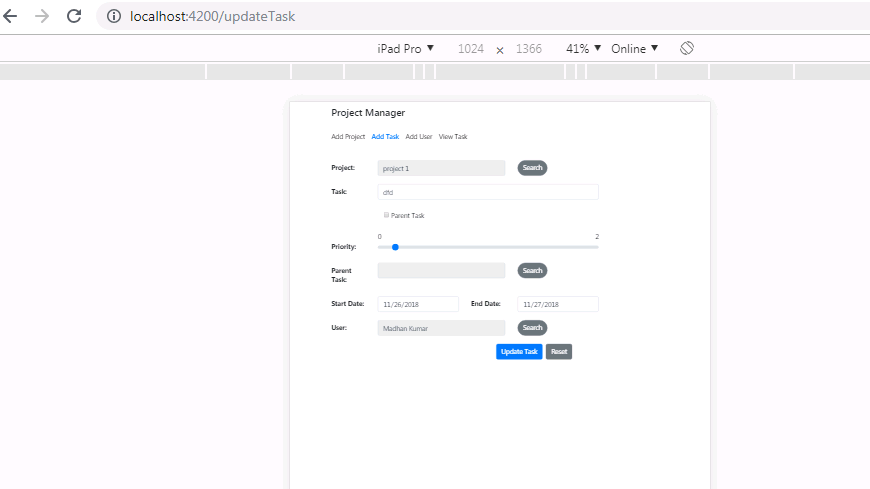 localhost:4200/updateTask
iPad Pro ▼ 1024 × 1366 41% ▼ Online ▼
Project Manager
Add Project Add Task Add User View Task
Project: project 1 Search
Task: dfd
Parent Task
0 2
Priority:
Parent Task: Search
Start Date: 11/26/2018 End Date: 11/27/2018
User: Madhan Kumar Search
Update Task Reset